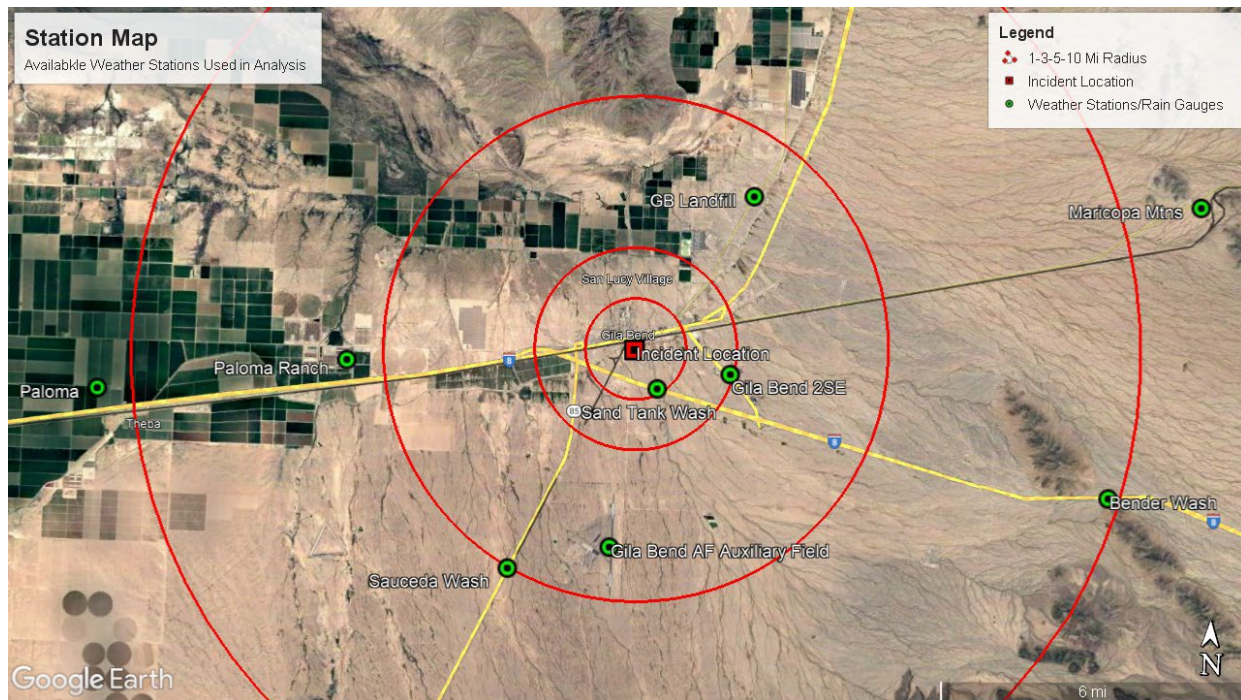 Station Map
Availabkle Weather Stations Used in Analysis
Legend
1-3-5-10 Mi Radius
Incident Location
Weather Stations/Rain Gauges
GB Landfill
Maricopa Mtns
San Lucy Village
Gila Bend
Incident Location
Paloma Ranch
8
Gila Bend 2SE
Paloma
Sand Tank Wash
85
Theba
8
Bender Wash
8
Gila Bend AF Auxiliary Field
Sauceda Wash
N
Google Earth
6 mi